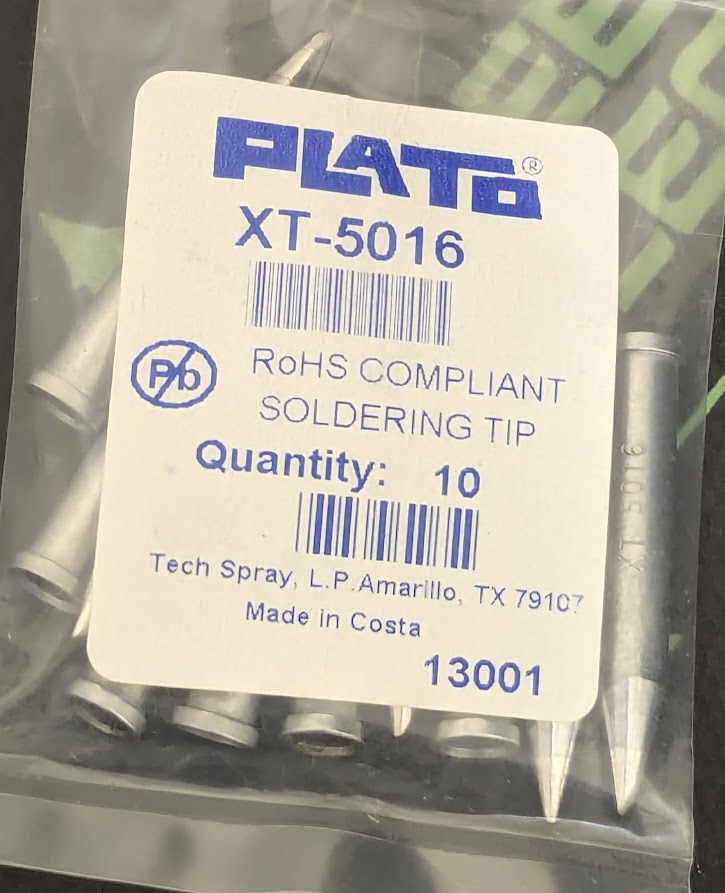 PLATO®
XT-5016
Pb
RoHS COMPLIANT
SOLDERING TIP
Quantity: 10
Tech Spray, L.P. Amarillo, TX 79107
Made in Costa
13001
XT 5016